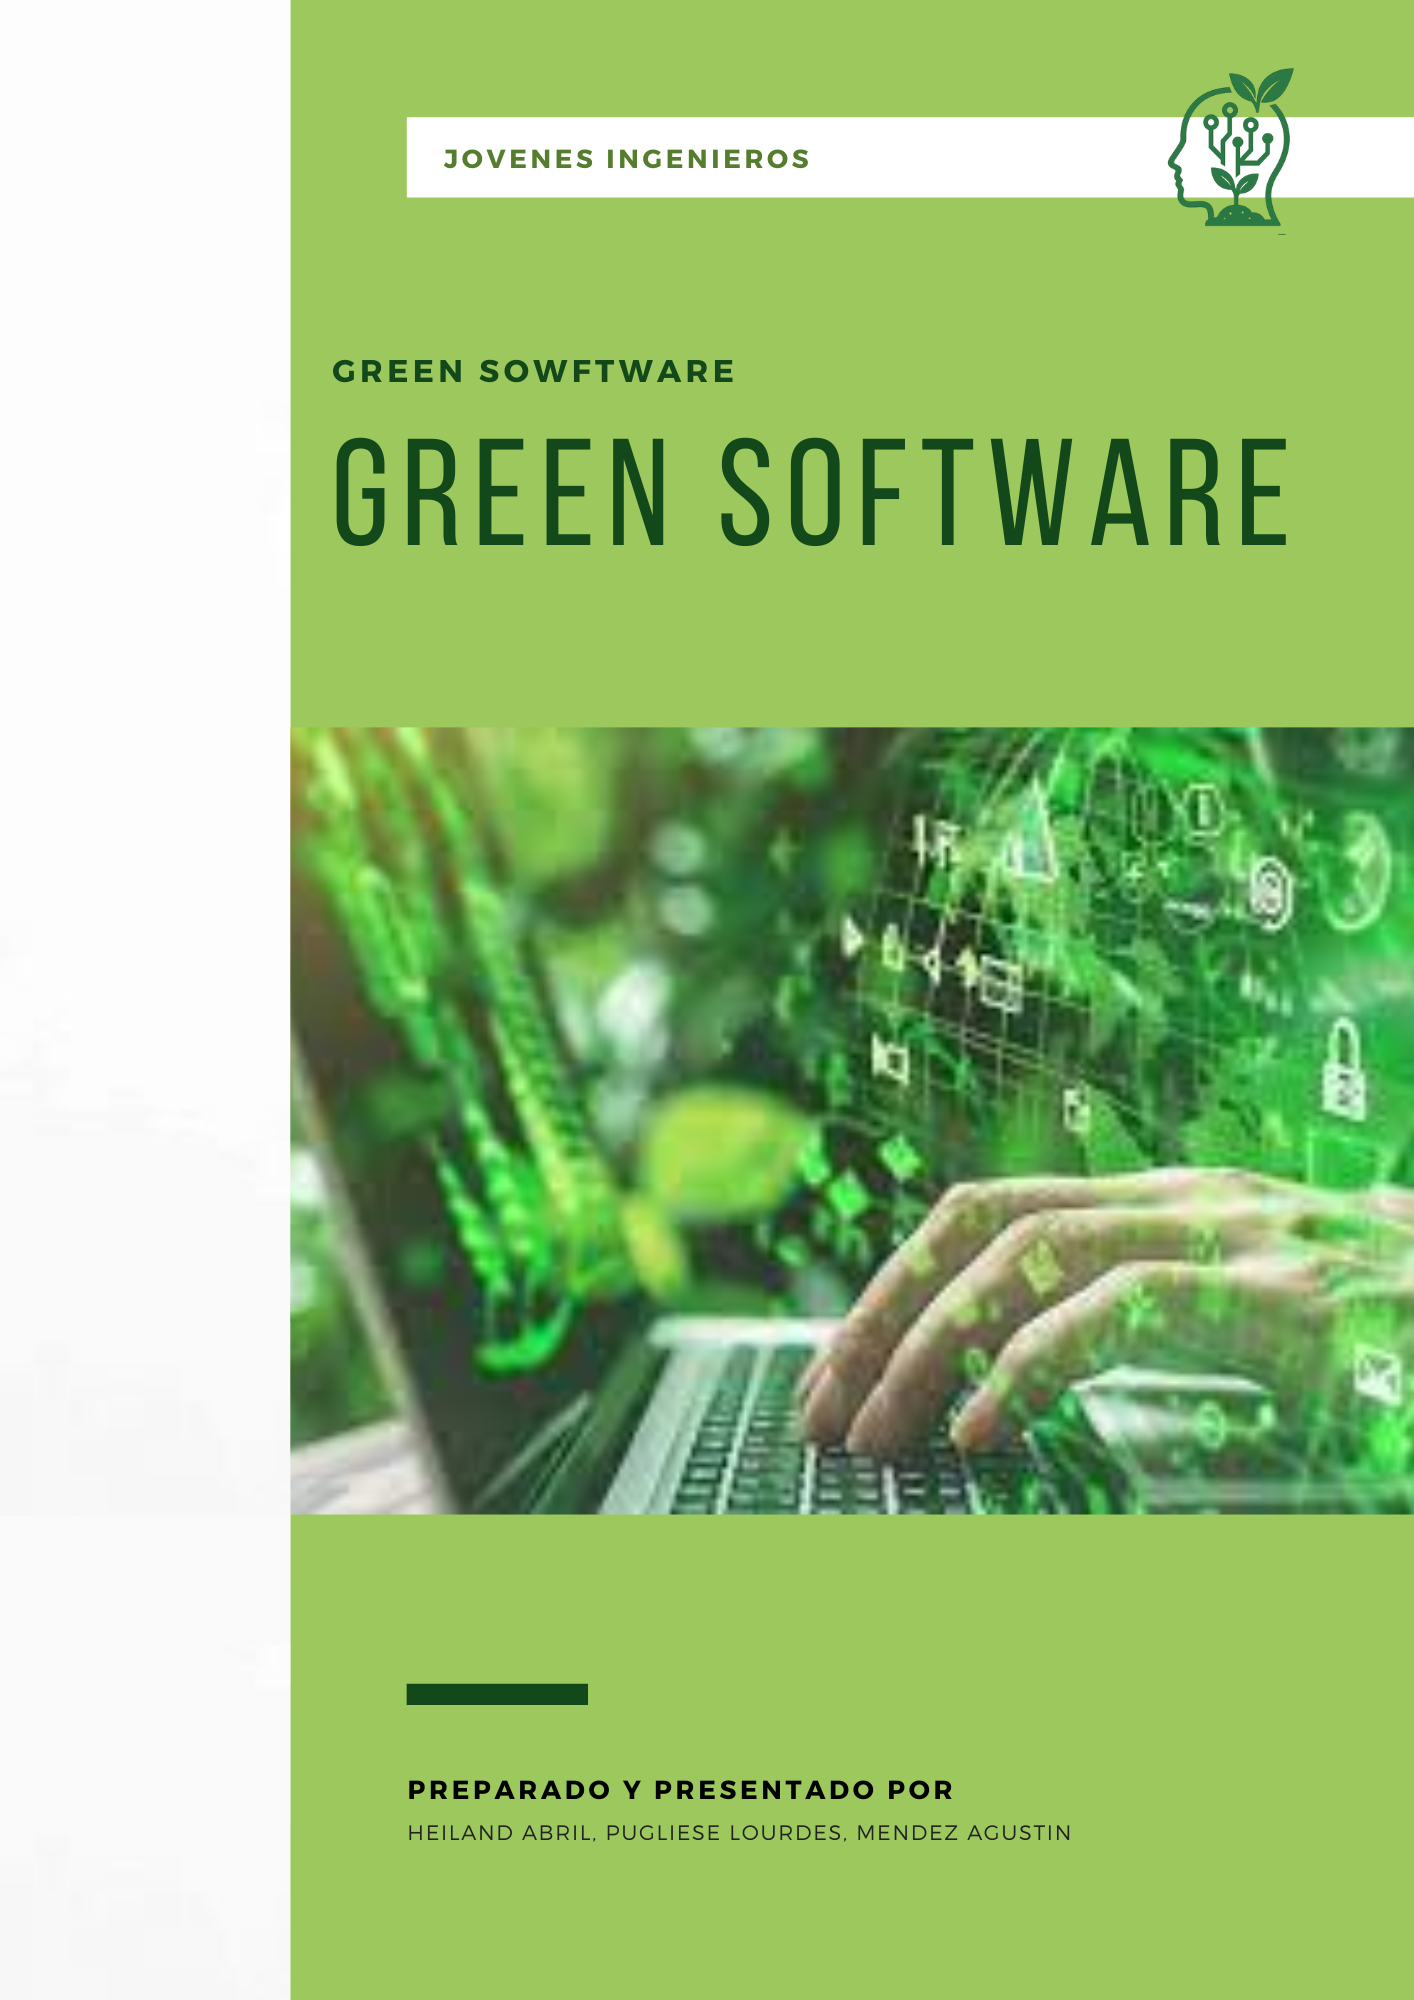 JOVENES INGENIEROS
GREEN SOWFTWARE
GREEN SOFTWARE
PREPARADO Y PRESENTADO POR
HEILAND ABRIL, PUGLIESE LOURDES, MENDEZ AGUSTIN